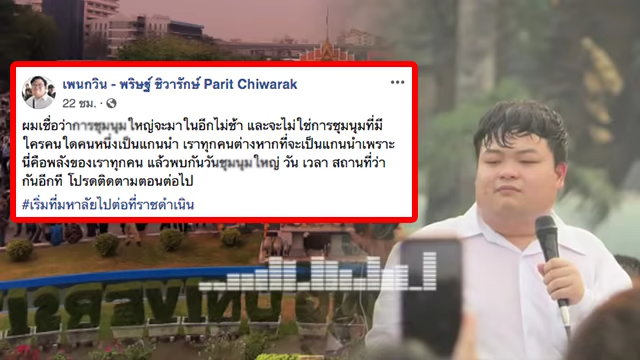 เพนกวิน - พริษฐ์ ชิวารักษ์ Parit Chiwarak
22 ชม.
ผมเชื่อว่าการชุมนุมใหญ่จะมาในอีกไม่ช้า และจะไม่ใช่การชุมนุมที่มี
ใครคนใดคนหนึ่งเป็นแกนนำ เราทุกคนต่างหากที่จะเป็นแกนนำเพราะ
นี่คือพลังของเราทุกคน แล้วพบกันวันชุมนุมใหญ่ วัน เวลา สถานที่ว่า
กันอีกที โปรดติดตามตอนต่อไป
#เริ่มที่มหาลัยไปต่อที่ราชดำเนิน
UNIVERSI